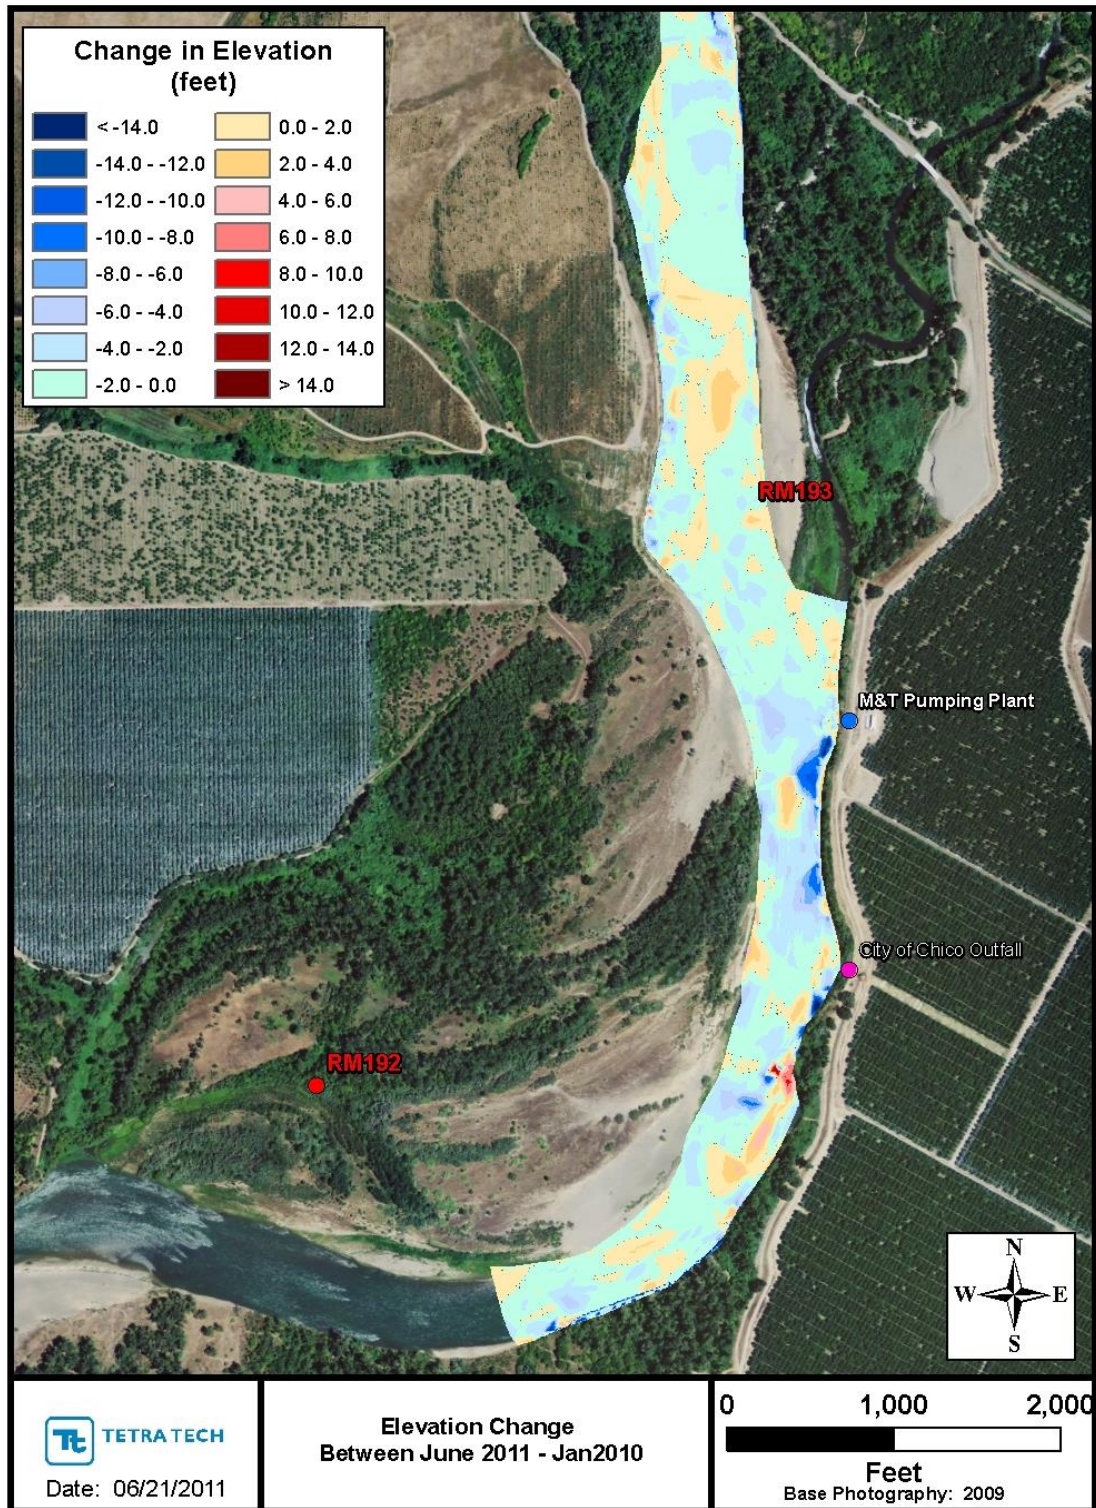 Change in Elevation
(feet)
< -14.0
-14.0 - -12.0
-12.0 - -10.0
-10.0 - -8.0
-8.0 - -6.0
-6.0 - -4.0
-4.0 - -2.0
-2.0 - 0.0
0.0 - 2.0
2.0 - 4.0
4.0 - 6.0
6.0 - 8.0
8.0 - 10.0
10.0 - 12.0
12.0 - 14.0
> 14.0
RM193
M&T Pumping Plant
City of Chico Outfall
RM192
N
W E
S
Tt TETRA TECH
Date: 06/21/2011
Elevation Change
Between June 2011 - Jan2010
0 1,000 2,000
Feet
Base Photography: 2009